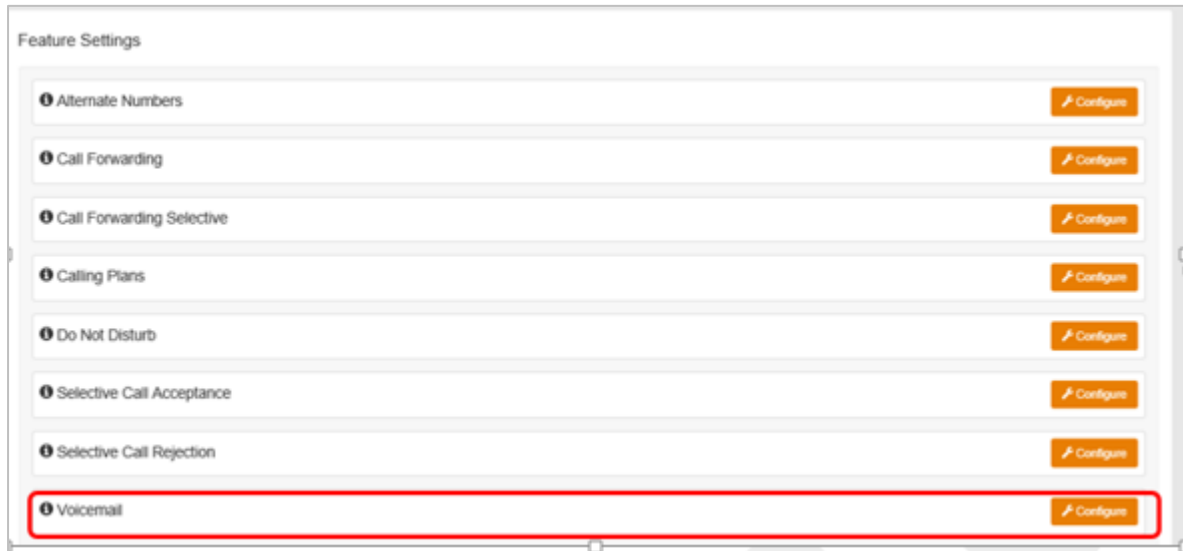 Feature Settings
Alternate Numbers Configure
Call Forwarding Configure
Call Forwarding Selective Configure
Calling Plans Configure
Do Not Disturb Configure
Selective Call Acceptance Configure
Selective Call Rejection Configure
Voicemail Configure